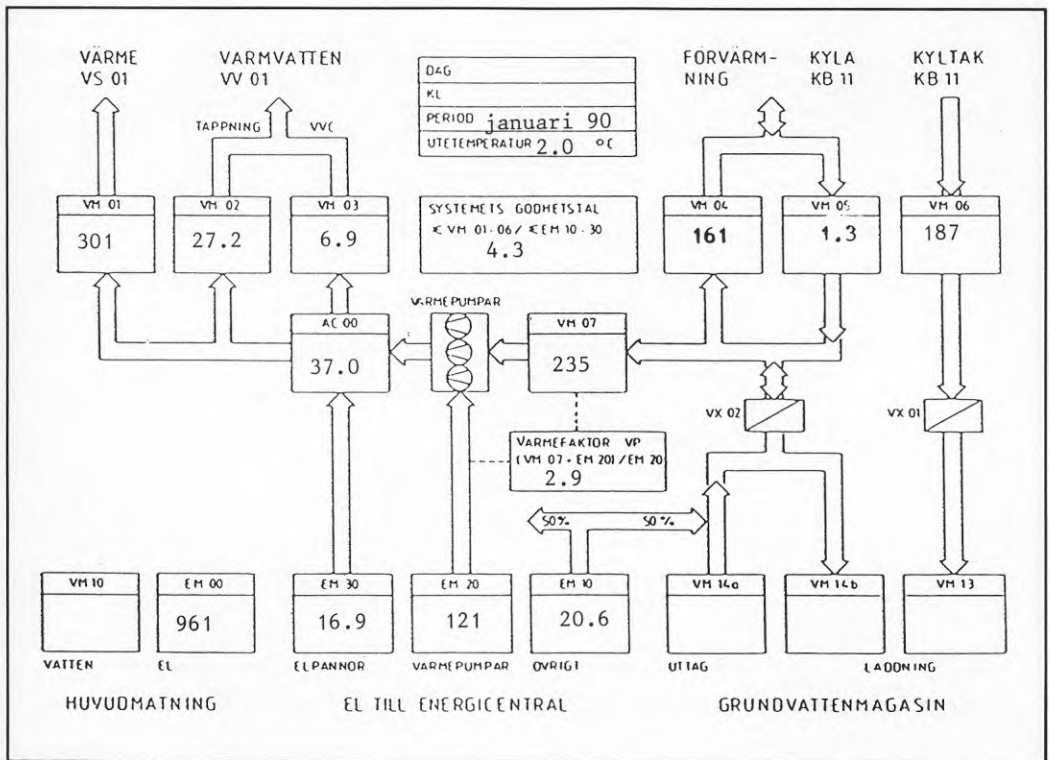 VÄRME
VS 01
VARMVATTEN
VV 01
DAG
KL
PERIOD januari 90
UTETEMPERATUR 2.0 °C
FÖRVÄRM-
NING
KYLA
KB 11
KYLTAK
KB 11
TAPPNING
VVC
VM 01
301
VM 02
27.2
VM 03
6.9
SYSTEMETS GODHETSTAL
€ VM 01-06/ €EM 10-30
4.3
VM 04
161
VM 05
1.3
VM 06
187
VÄRMEPUMPAR
AC 00
37.0
VM 07
235
VX 02
VX 01
VARMEFAKTOR VP
(VM 07 + EM 20) / EM 20
2.9
50%
50 %
VM 10
VATTEN
EM 00
961
EL
EM 30
16.9
ELPANNOR
EM 20
121
VARMEPUMPAR
EM 10
20.6
OVRIGT
VM 14a
UTTAG
VM 14b
VM 13
LADDNING
HUVUDMATNING
EL TILL ENERGICENTRAL
GRUNDVATTENMAGASIN